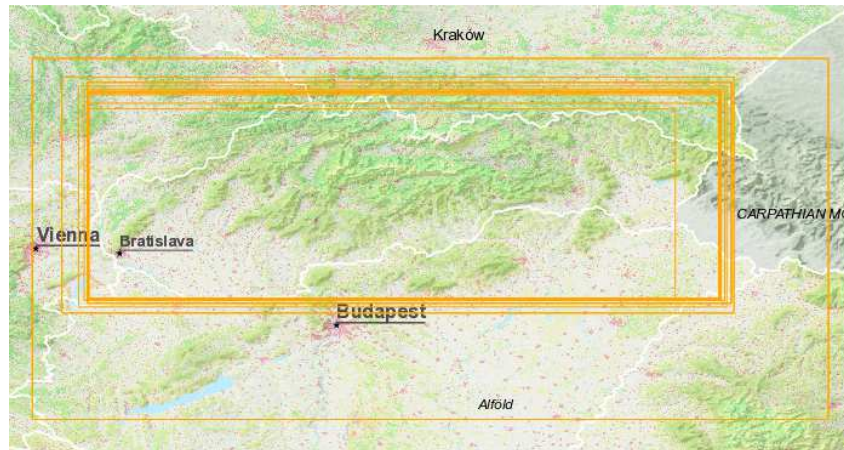 Kraków
CARPATHIAN MO
Vienna
Bratislava
Budapest
Alföld